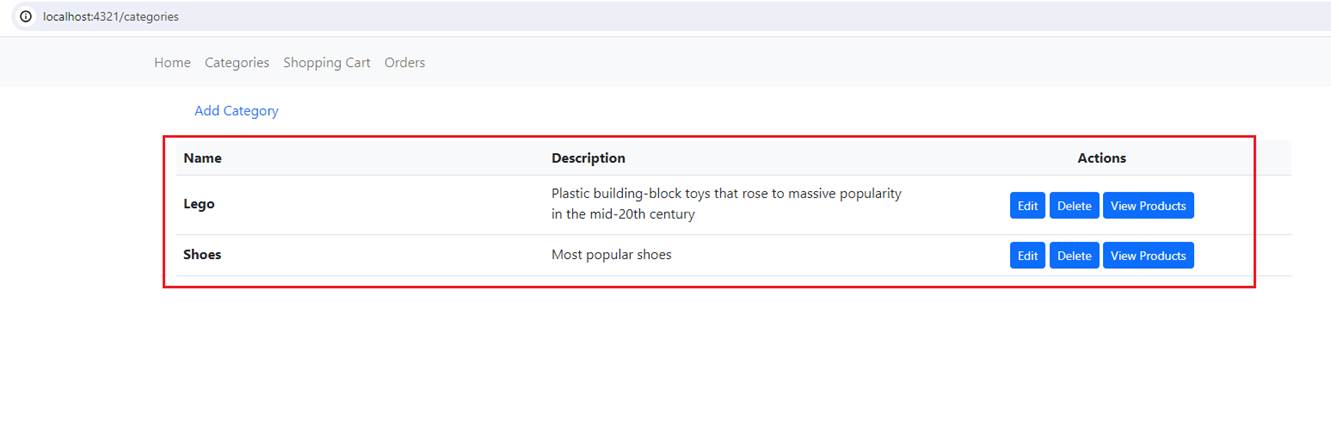 localhost:4321/categories
Home Categories Shopping Cart Orders
Add Category
Name Description Actions
Lego Plastic building-block toys that rose to massive popularity
in the mid-20th century Edit Delete View Products
Shoes Most popular shoes Edit Delete View Products